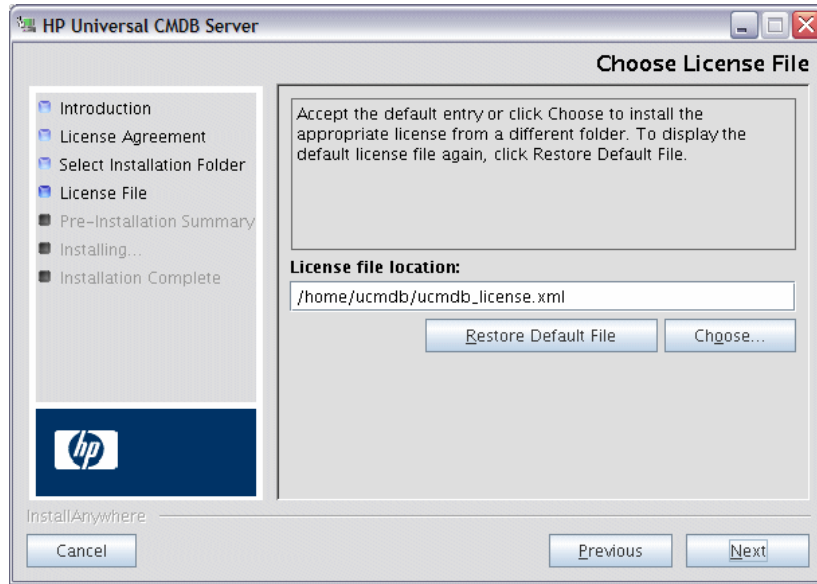 HP Universal CMDB Server
Choose License File
Introduction
License Agreement
Select Installation Folder
License File
Pre-Installation Summary
Installing...
Installation Complete
Accept the default entry or click Choose to install the
appropriate license from a different folder. To display the
default license file again, click Restore Default File.
License file location:
/home/ucmdb/ucmdb_license.xml
Restore Default File
Choose...
hp
InstallAnywhere
Cancel
Previous
Next